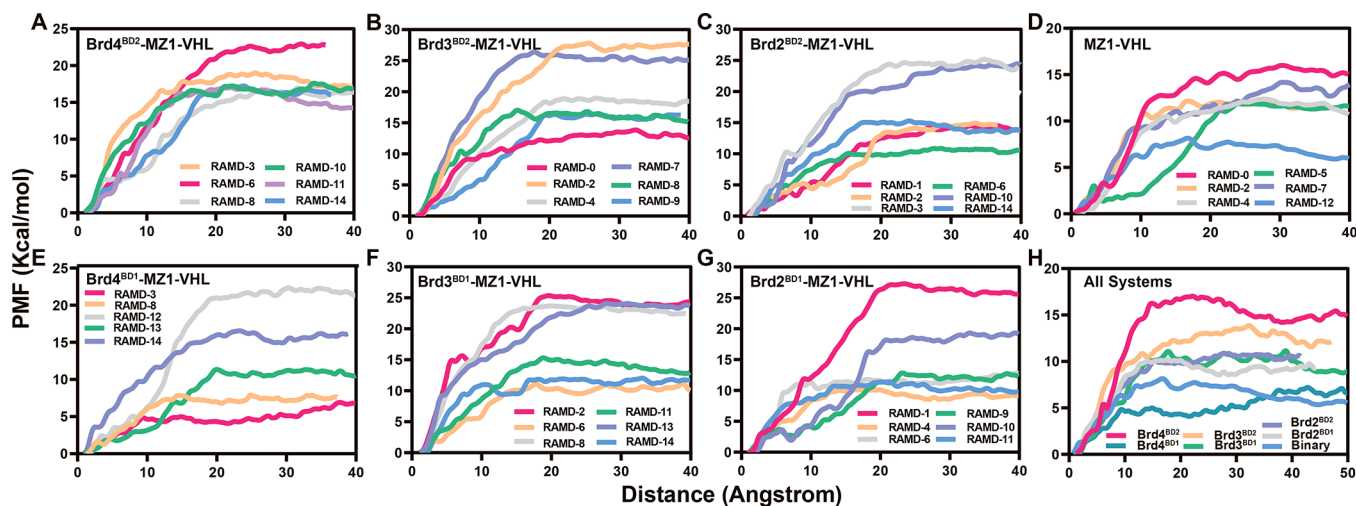 A
Brd4BD2-MZ1-VHL
25
20
15
10
5
0
0 10 20 30 40
RAMD-3 RAMD-10
RAMD-6 RAMD-11
RAMD-8 RAMD-14
B
Brd3BD2-MZ1-VHL
30
25
20
15
10
5
0
0 10 20 30 40
RAMD-0 RAMD-7
RAMD-2 RAMD-8
RAMD-4 RAMD-9
C
Brd2BD2-MZ1-VHL
30
25
20
15
10
5
0
0 10 20 30 40
RAMD-1 RAMD-6
RAMD-2 RAMD-10
RAMD-3 RAMD-14
D
MZ1-VHL
20
15
10
5
0
0 10 20 30 40
RAMD-0 RAMD-5
RAMD-2 RAMD-7
RAMD-4 RAMD-12
PMF (Kcal/mol)
E
Brd4BD1-MZ1-VHL
25
20
15
10
5
0
0 10 20 30 40
RAMD-3
RAMD-8
RAMD-12
RAMD-13
RAMD-14
F
Brd3BD1-MZ1-VHL
30
25
20
15
10
5
0
0 10 20 30 40
RAMD-2 RAMD-11
RAMD-6 RAMD-13
RAMD-8 RAMD-14
G
Brd2BD1-MZ1-VHL
30
25
20
15
10
5
0
0 10 20 30 40
RAMD-1 RAMD-9
RAMD-4 RAMD-10
RAMD-6 RAMD-11
H
All Systems
20
15
10
5
0
0 10 20 30 40 50
Brd4BD2 Brd3BD2 Brd2BD2
Brd4BD1 Brd3BD1 Brd2BD1
Binary
Distance (Angstrom)